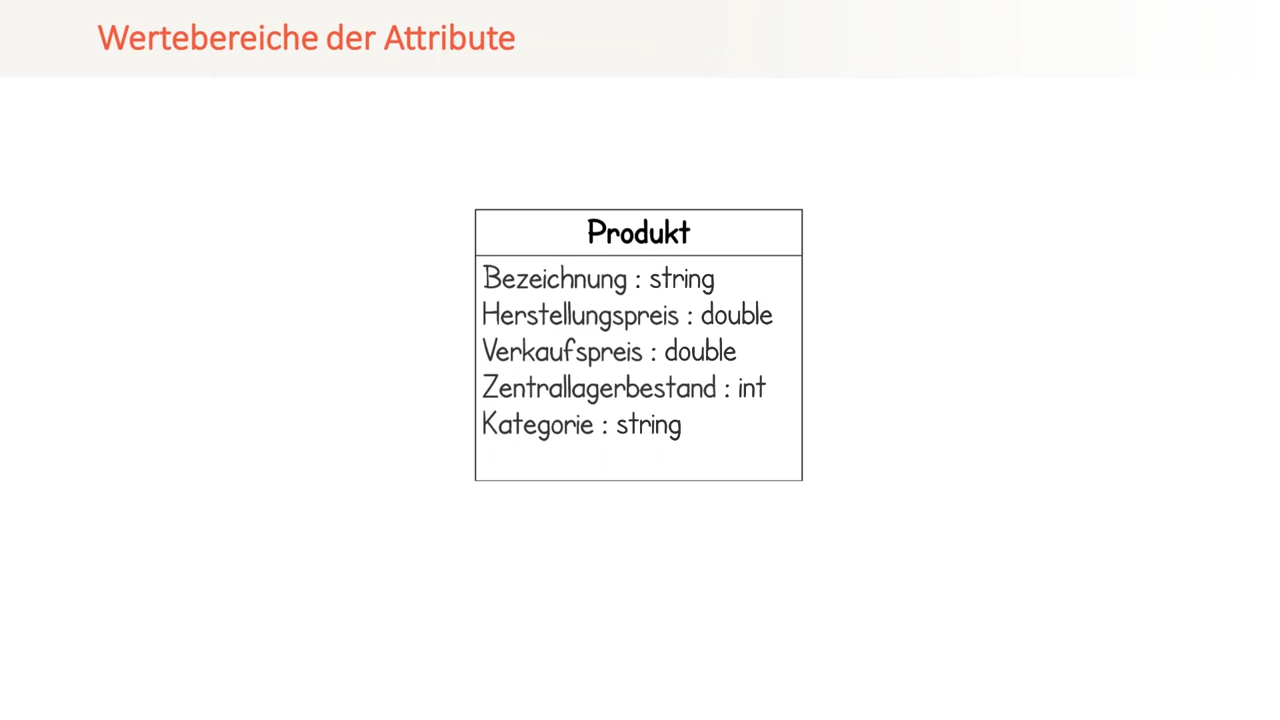 Wertebereiche der Attribute
Produkt
Bezeichnung : string
Herstellungspreis : double
Verkaufspreis : double
Zentrallagerbestand : int
Kategorie : string